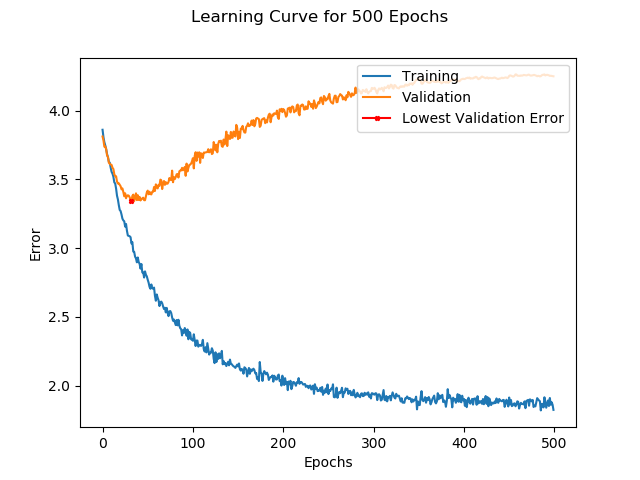 Learning Curve for 500 Epochs
Training
Validation
Lowest Validation Error
4.0
3.5
3.0
2.5
2.0
Error
0
100
200
300
400
500
Epochs